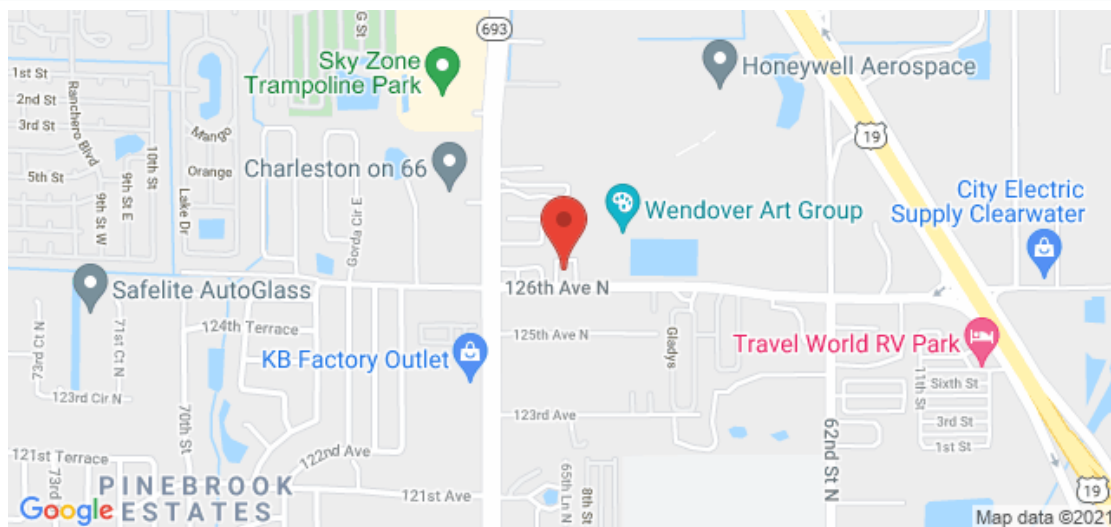 693
G St
Sky Zone
Trampoline Park
Honeywell Aerospace
1st St
2nd St
3rd St
Ranchero Blvd
10th St
Mango
Orange
19
Charleston on 66
5th St
9th St E
9th St W
Lake Dr
Gorda Cir E
Wendover Art Group
City Electric
Supply Clearwater
126th Ave N
Safelite AutoGlass
124th Terrace
125th Ave N
Gladys
73rd Ct N
71st Ct N
KB Factory Outlet
Travel World RV Park
11th St
Sixth St
123rd Cir N
70th St
123rd Ave
62nd St N
3rd St
1st St
121st Terrace
122nd Ave
73rd
PINEBROOK
ESTATES
121st Ave
65th Ln N
8th St
19
Google
Map data ©2021